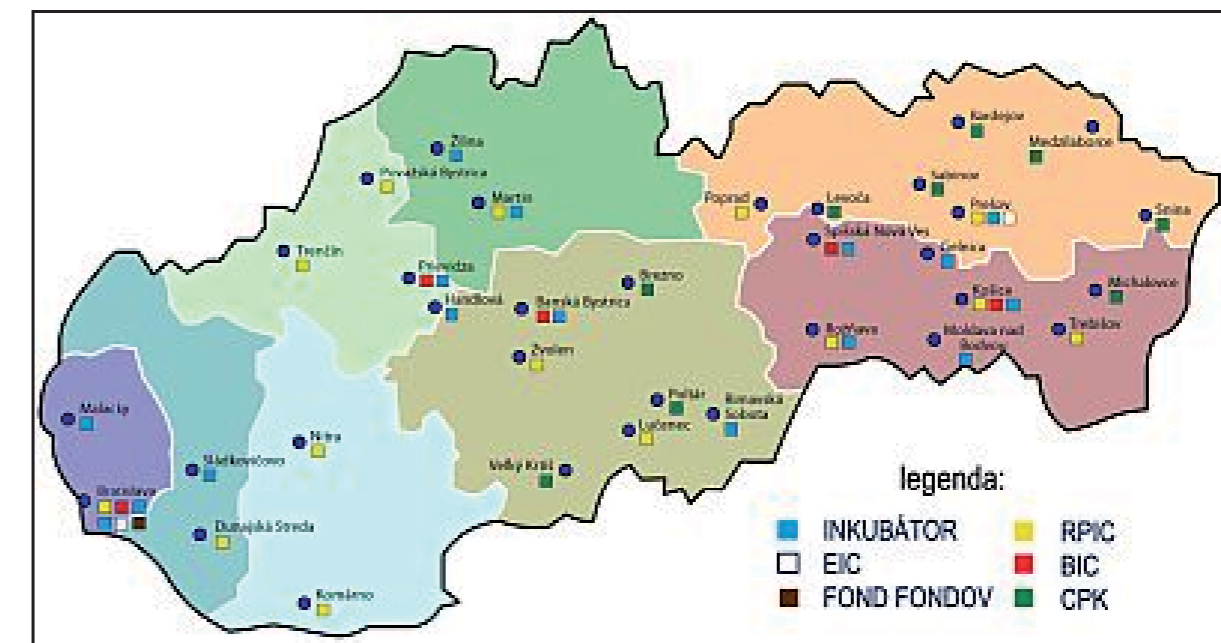 Žilina
Považská Bystrica
Martin
Trenčín
Prievidza
Handlová
Banská Bystrica
Brezno
Zvolen
Poltár
Rimavská
Sobota
Lučenec
Veľký Krtíš
Malacky
Bratislava
Sládkovičovo
Dunajská Streda
Nitra
Komárno
Bardejov
Medzilaborce
Sabinov
Poprad
Levoča
Prešov
Snina
Spišská Nová Ves
Gelnica
Košice
Michalovce
Rožňava
Moldava nad
Bodvou
Trebišov
legenda:
INKUBÁTOR
RPIC
EIC
BIC
FOND FONDOV
CPK